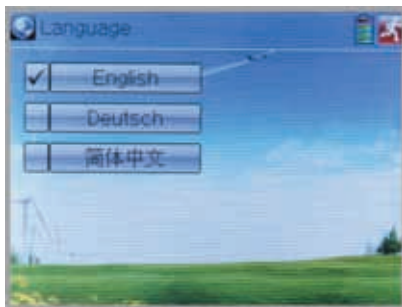 Language
English
Deutsch
简体中文